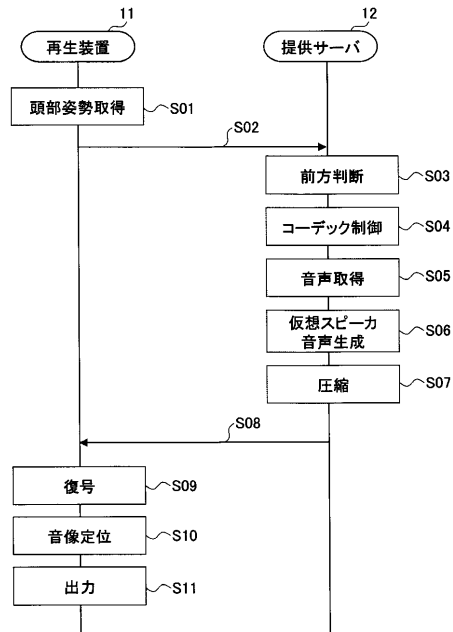 11
12
再生装置
提供サーバ
頭部姿勢取得
S01
S02
前方判断
S03
コーデック制御
S04
音声取得
S05
仮想スピーカ
音声生成
S06
圧縮
S07
S08
復号
S09
音像定位
S10
出力
S11